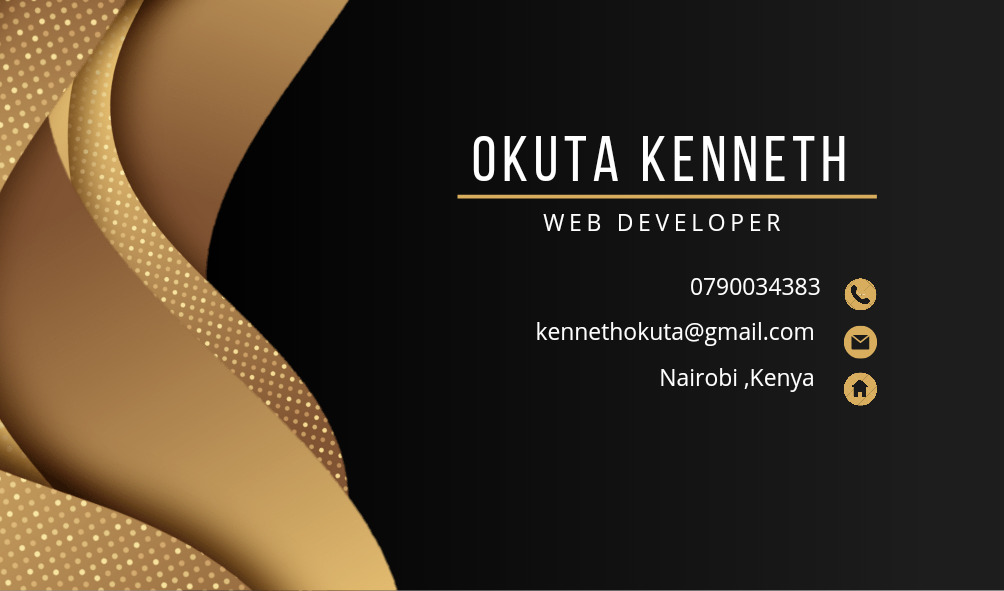 OKUTA KENNETH
WEB DEVELOPER
0790034383
kennethokuta@gmail.com
Nairobi ,Kenya